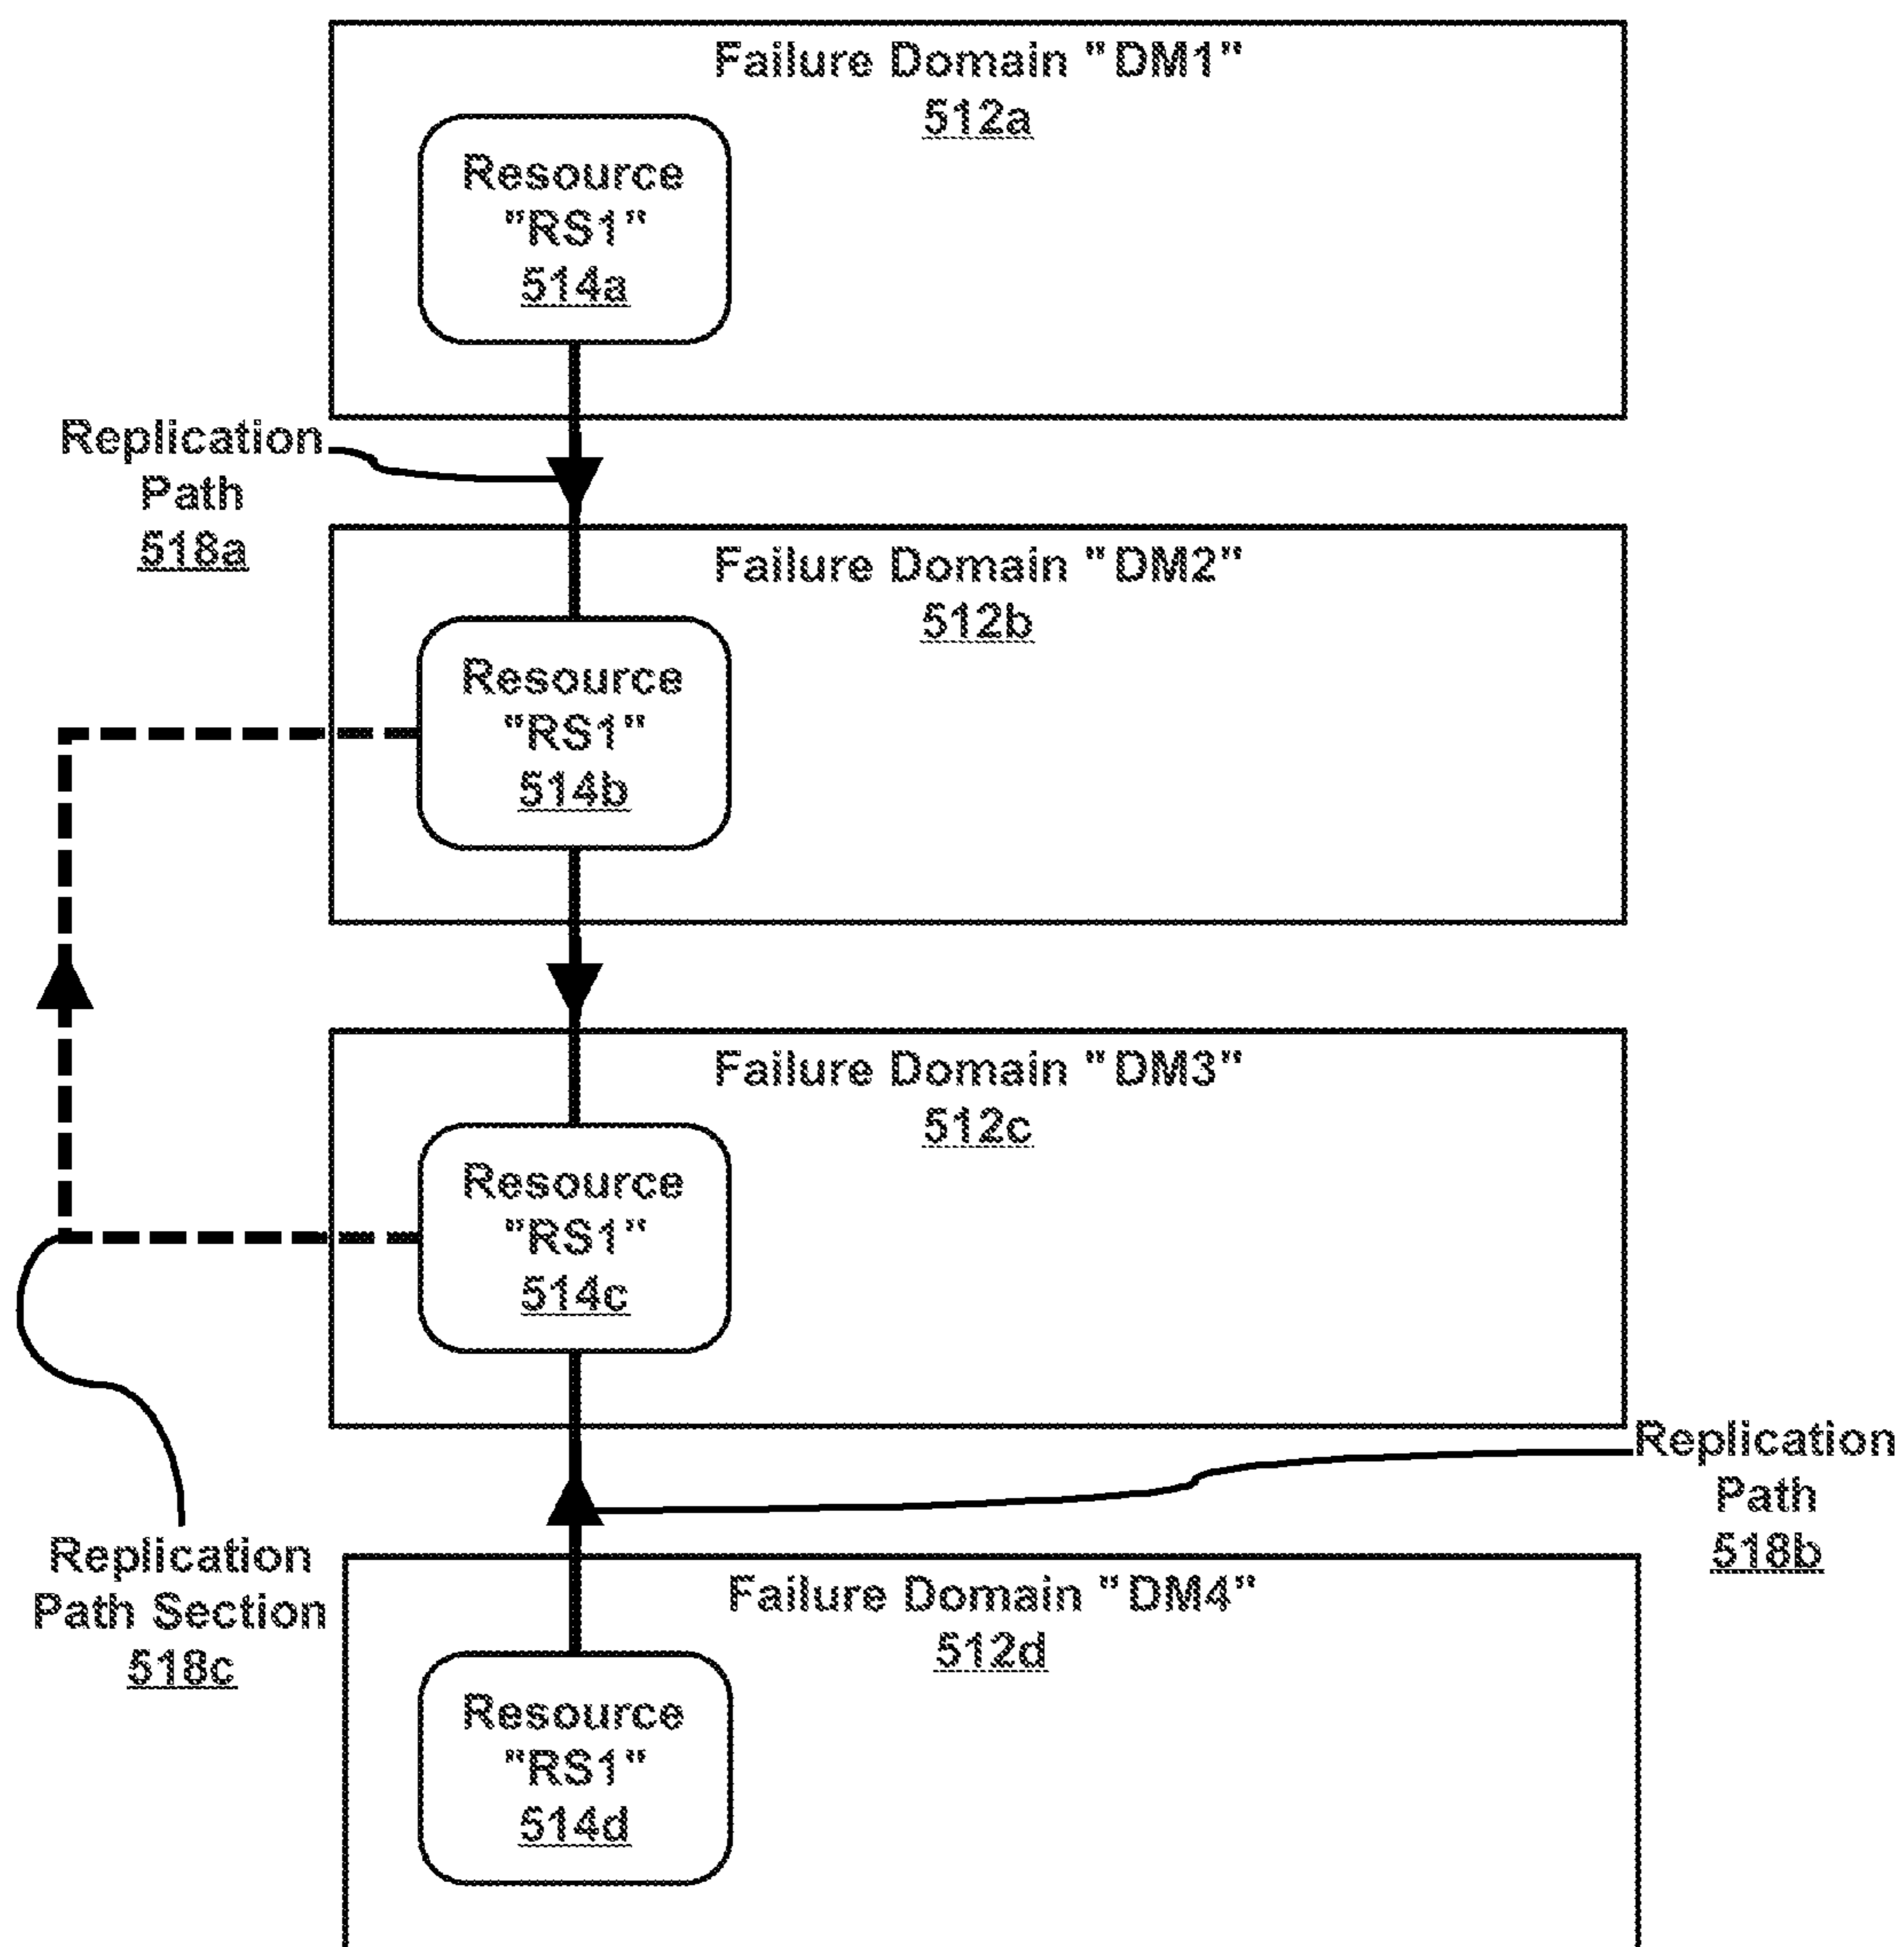 Failure Domain "DM1"
512a
Resource
"RS1"
514a
Replication
Path
518a
Failure Domain "DM2"
512b
Resource
"RS1"
514b
Failure Domain "DM3"
512c
Resource
"RS1"
514c
Replication
Path
518b
Replication
Path Section
518c
Failure Domain "DM4"
512d
Resource
"RS1"
514d